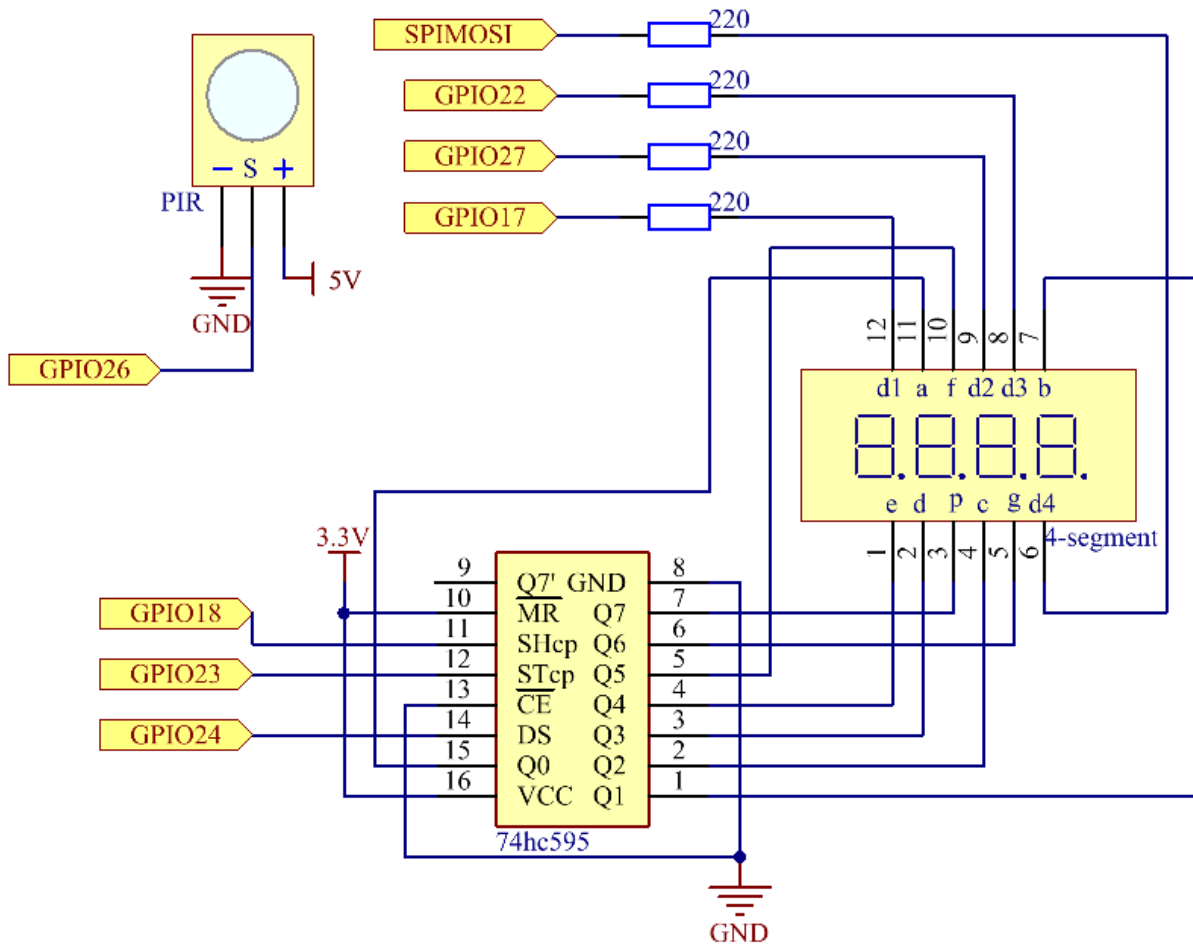 SPIMOSI 220
GPIO22 220
GPIO27 220
GPIO17 220
− S +
PIR
5V
GND
GPIO26
12 11 10 9 8 7
d1 a f d2 d3 b
e d p c g d4
1 2 3 4 5 6
4-segment
3.3V
9 Q7' GND 8
GPIO18 10 MR Q7 7
11 SHcp Q6 6
GPIO23 12 STcp Q5 5
13 CE Q4 4
GPIO24 14 DS Q3 3
15 Q0 Q2 2
16 VCC Q1 1
74hc595
GND